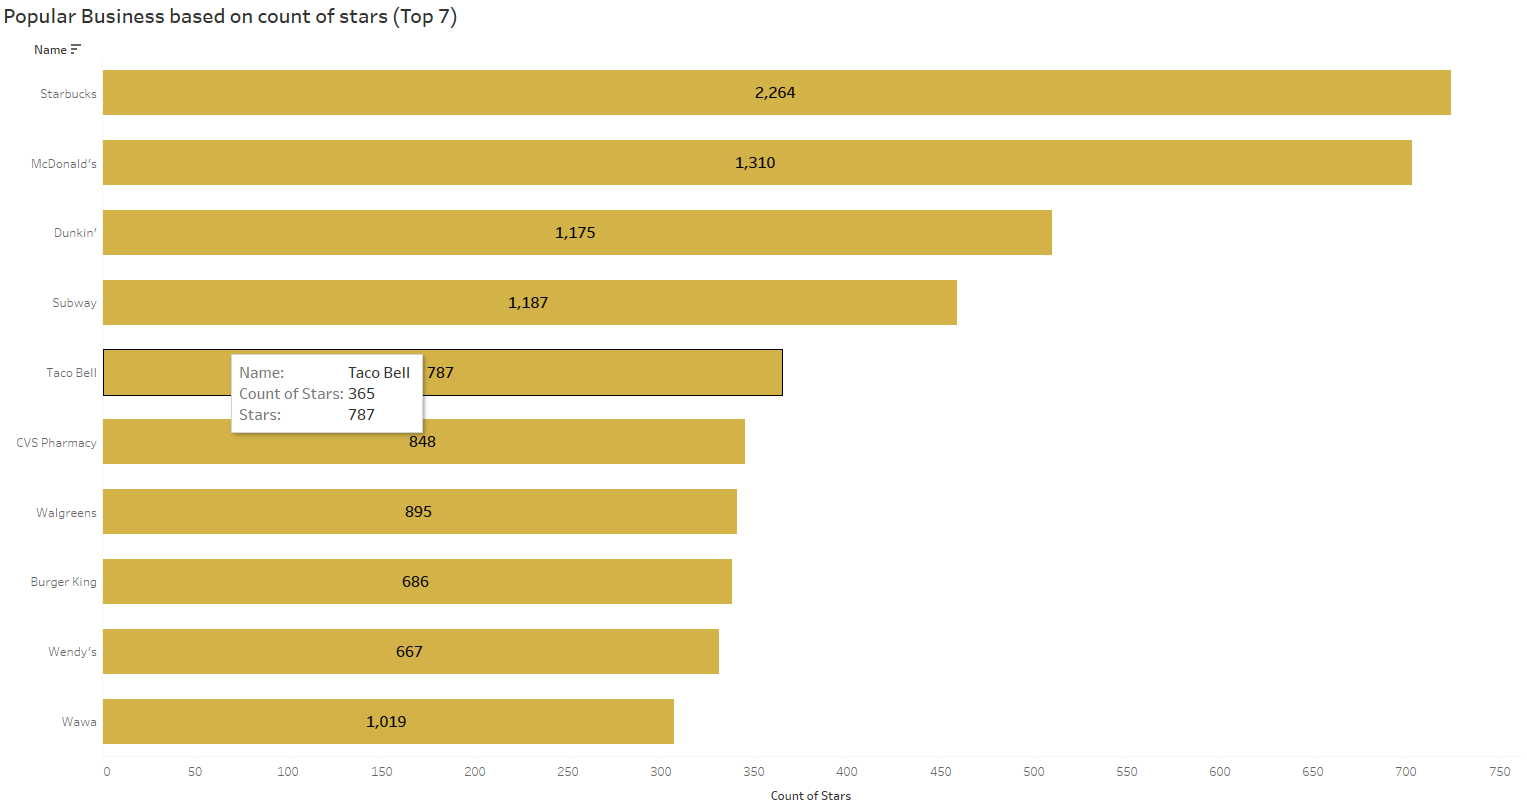 Popular Business based on count of stars (Top 7)
Name
Starbucks 2,264
McDonald's 1,310
Dunkin' 1,175
Subway 1,187
Taco Bell 787
Name: Taco Bell
Count of Stars: 365
Stars: 787
CVS Pharmacy 848
Walgreens 895
Burger King 686
Wendy's 667
Wawa 1,019
0 50 100 150 200 250 300 350 400 450 500 550 600 650 700 750
Count of Stars